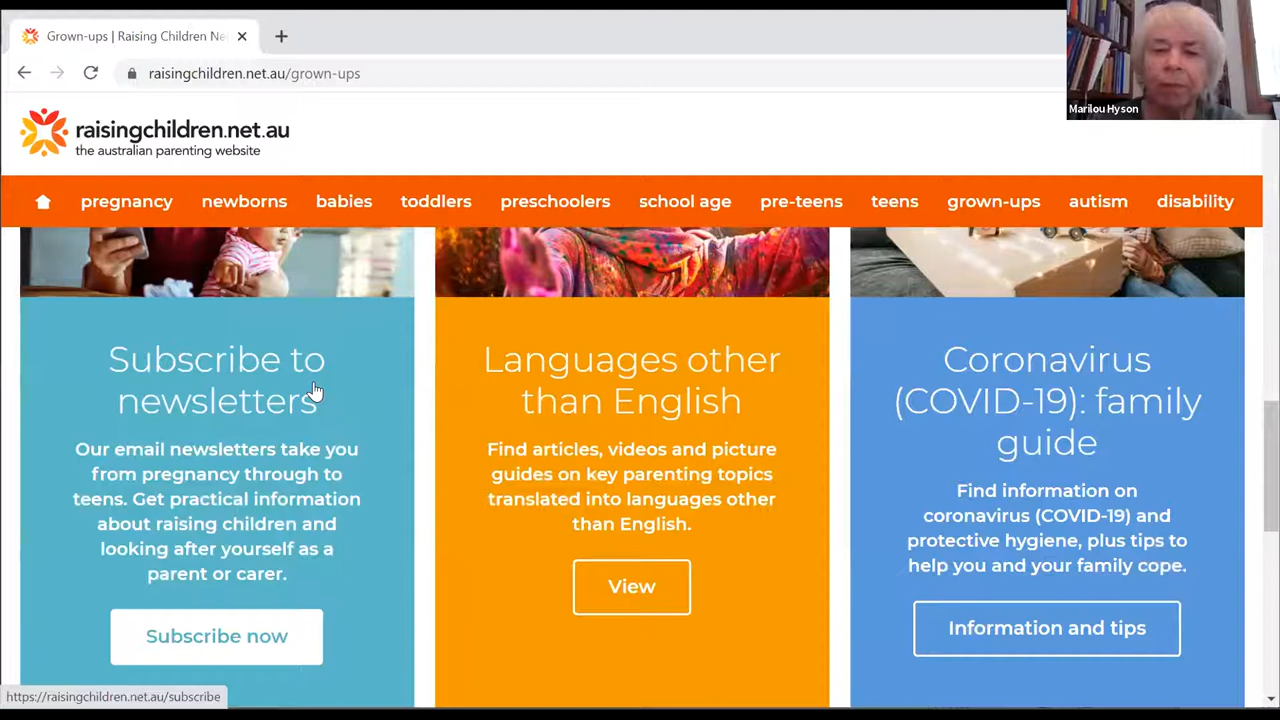 Grown-ups | Raising Children Ne
raisingchildren.net.au/grown-ups
Marilou Hyson
raisingchildren.net.au
the australian parenting website
pregnancy newborns babies toddlers preschoolers school age pre-teens teens grown-ups autism disability
Subscribe to
newsletters
Our email newsletters take you
from pregnancy through to
teens. Get practical information
about raising children and
looking after yourself as a
parent or carer.
Subscribe now
Languages other
than English
Find articles, videos and picture
guides on key parenting topics
translated into languages other
than English.
View
Coronavirus
(COVID-19): family
guide
Find information on
coronavirus (COVID-19) and
protective hygiene, plus tips to
help you and your family cope.
Information and tips
https://raisingchildren.net.au/subscribe